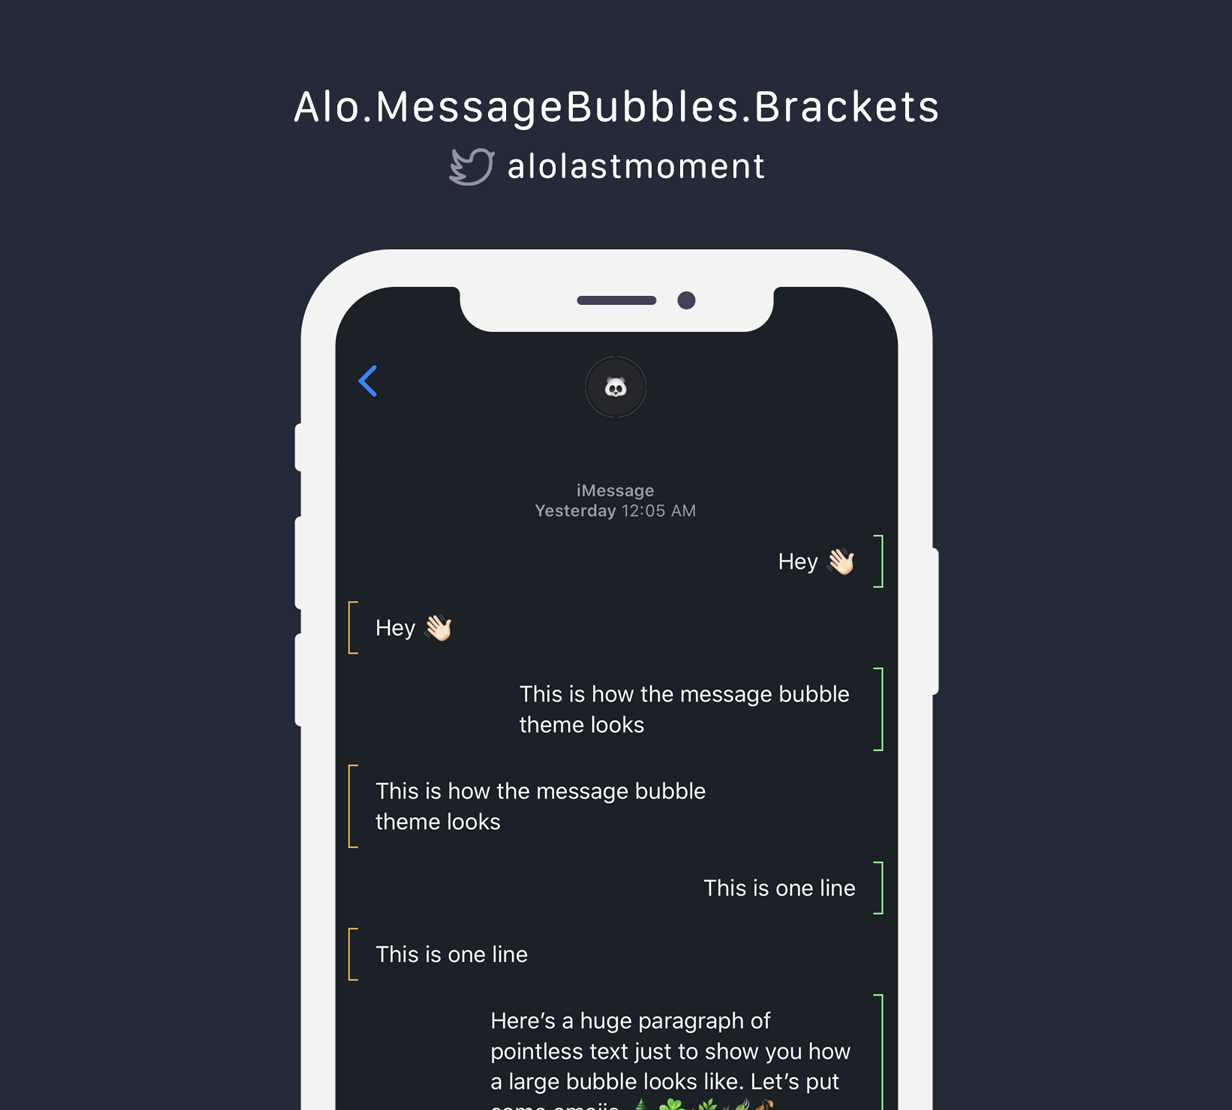 Alo.MessageBubbles.Brackets
alolastmoment
iMessage
Yesterday 12:05 AM
Hey 👋🏻
Hey 👋🏻
This is how the message bubble
theme looks
This is how the message bubble
theme looks
This is one line
This is one line
Here’s a huge paragraph of
pointless text just to show you how
a large bubble looks like. Let’s put
some emojis 🌲☘️🌿